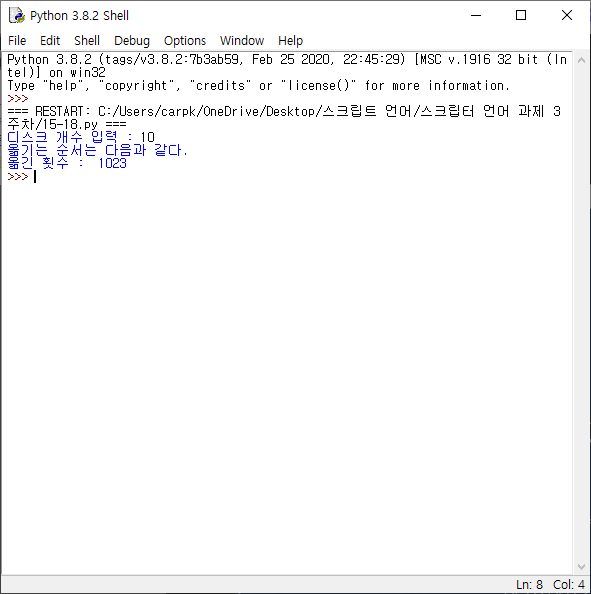 Python 3.8.2 Shell
File Edit Shell Debug Options Window Help
Python 3.8.2 (tags/v3.8.2:7b3ab59, Feb 25 2020, 22:45:29) [MSC v.1916 32 bit (In
tel)] on win32
Type "help", "copyright", "credits" or "license()" for more information.
>>>
=== RESTART: C:/Users/carpk/OneDrive/Desktop/스크립트 언어/스크립터 언어 과제 3
주차/15-18.py ===
디스크 개수 입력 : 10
옮기는 순서는 다음과 같다.
옮긴 횟수 :  1023
>>>
Ln: 8 Col: 4